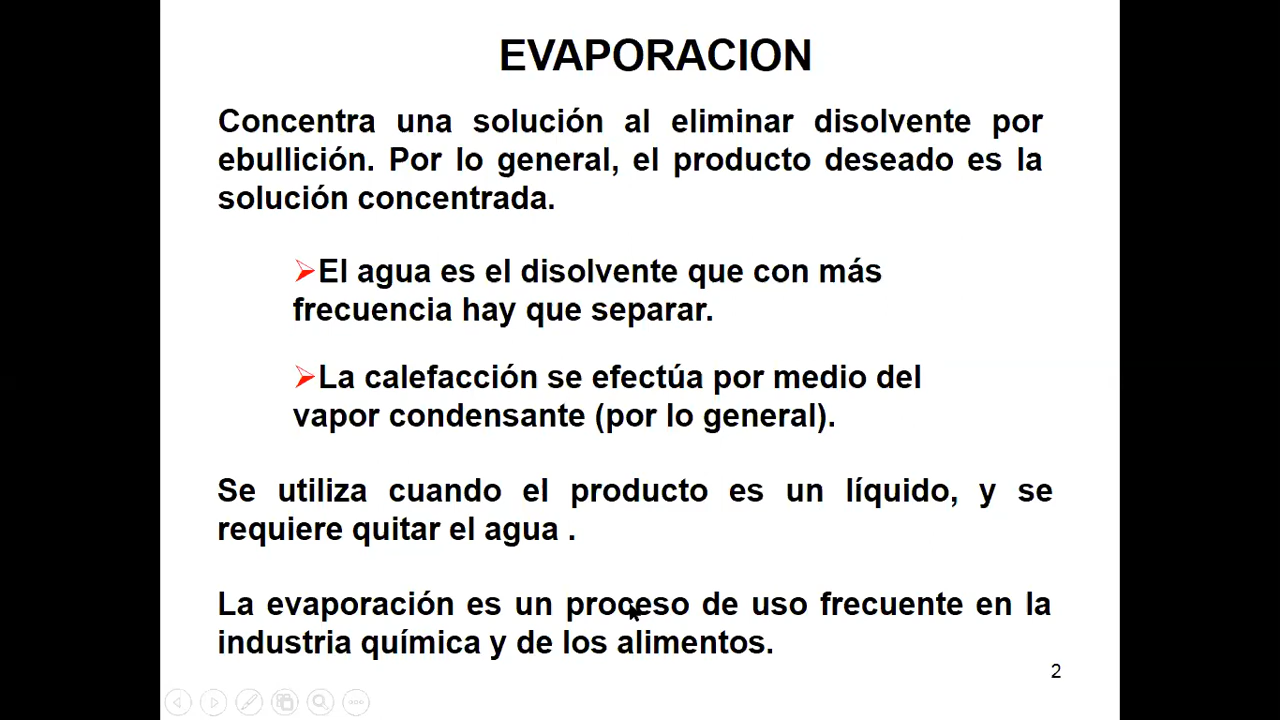 EVAPORACION
Concentra una solución al eliminar disolvente por
ebullición. Por lo general, el producto deseado es la
solución concentrada.
El agua es el disolvente que con más
frecuencia hay que separar.
La calefacción se efectúa por medio del
vapor condensante (por lo general).
Se utiliza cuando el producto es un líquido, y se
requiere quitar el agua .
La evaporación es un proceso de uso frecuente en la
industria química y de los alimentos.
2